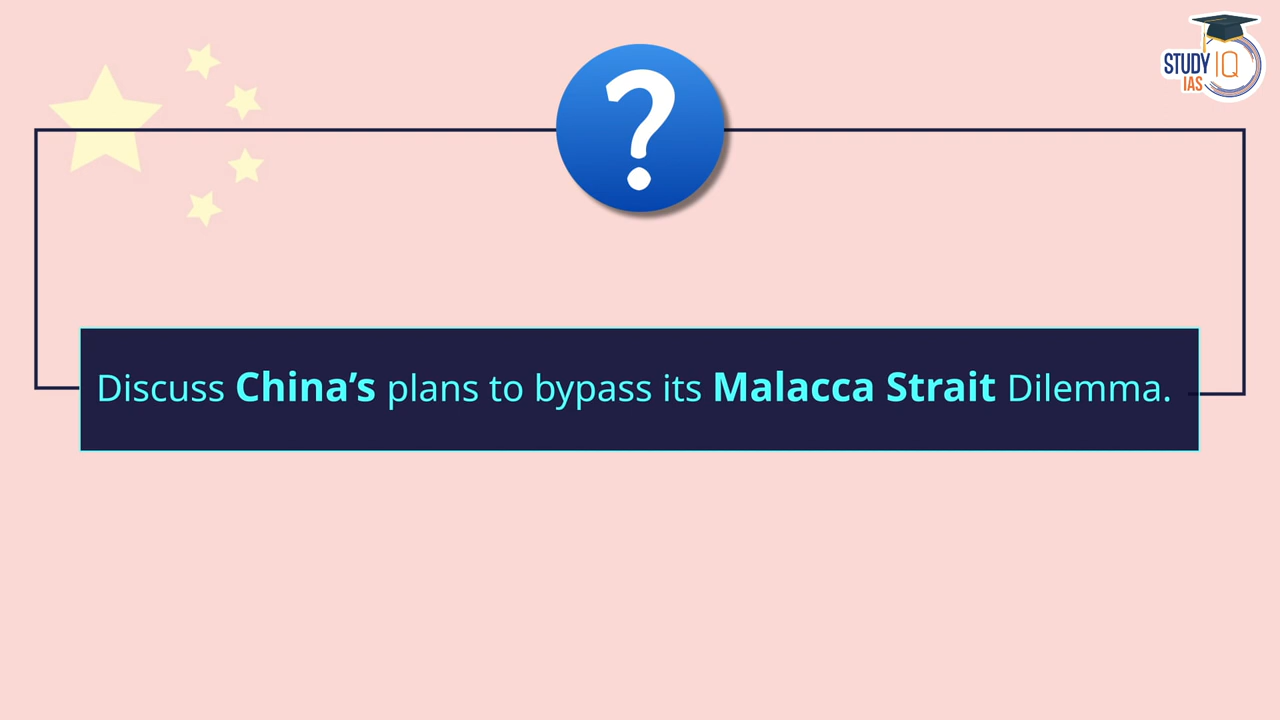 STUDY IQ
IAS
?
Discuss China’s plans to bypass its Malacca Strait Dilemma.